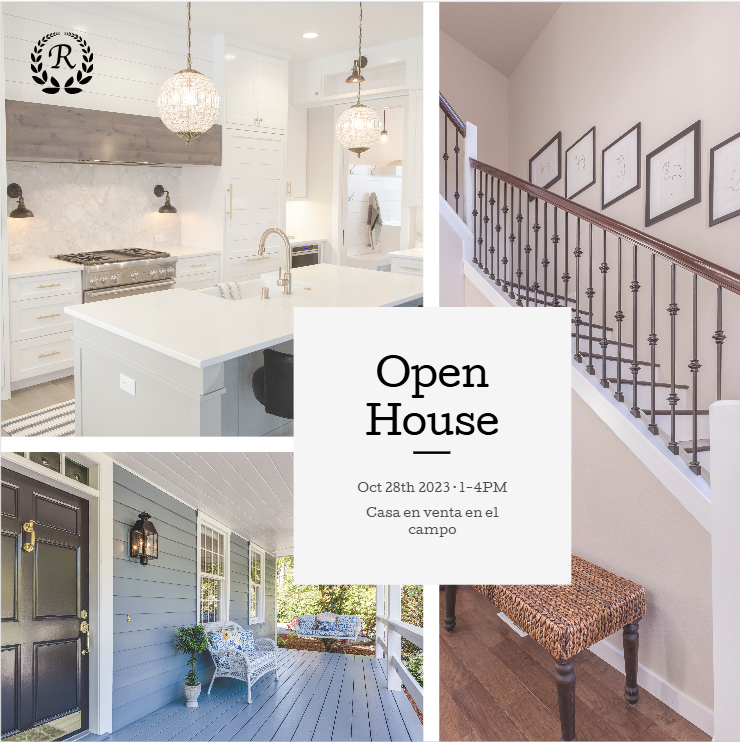 R
Open
House
Oct 28th 2023 · 1-4PM
Casa en venta en el
campo